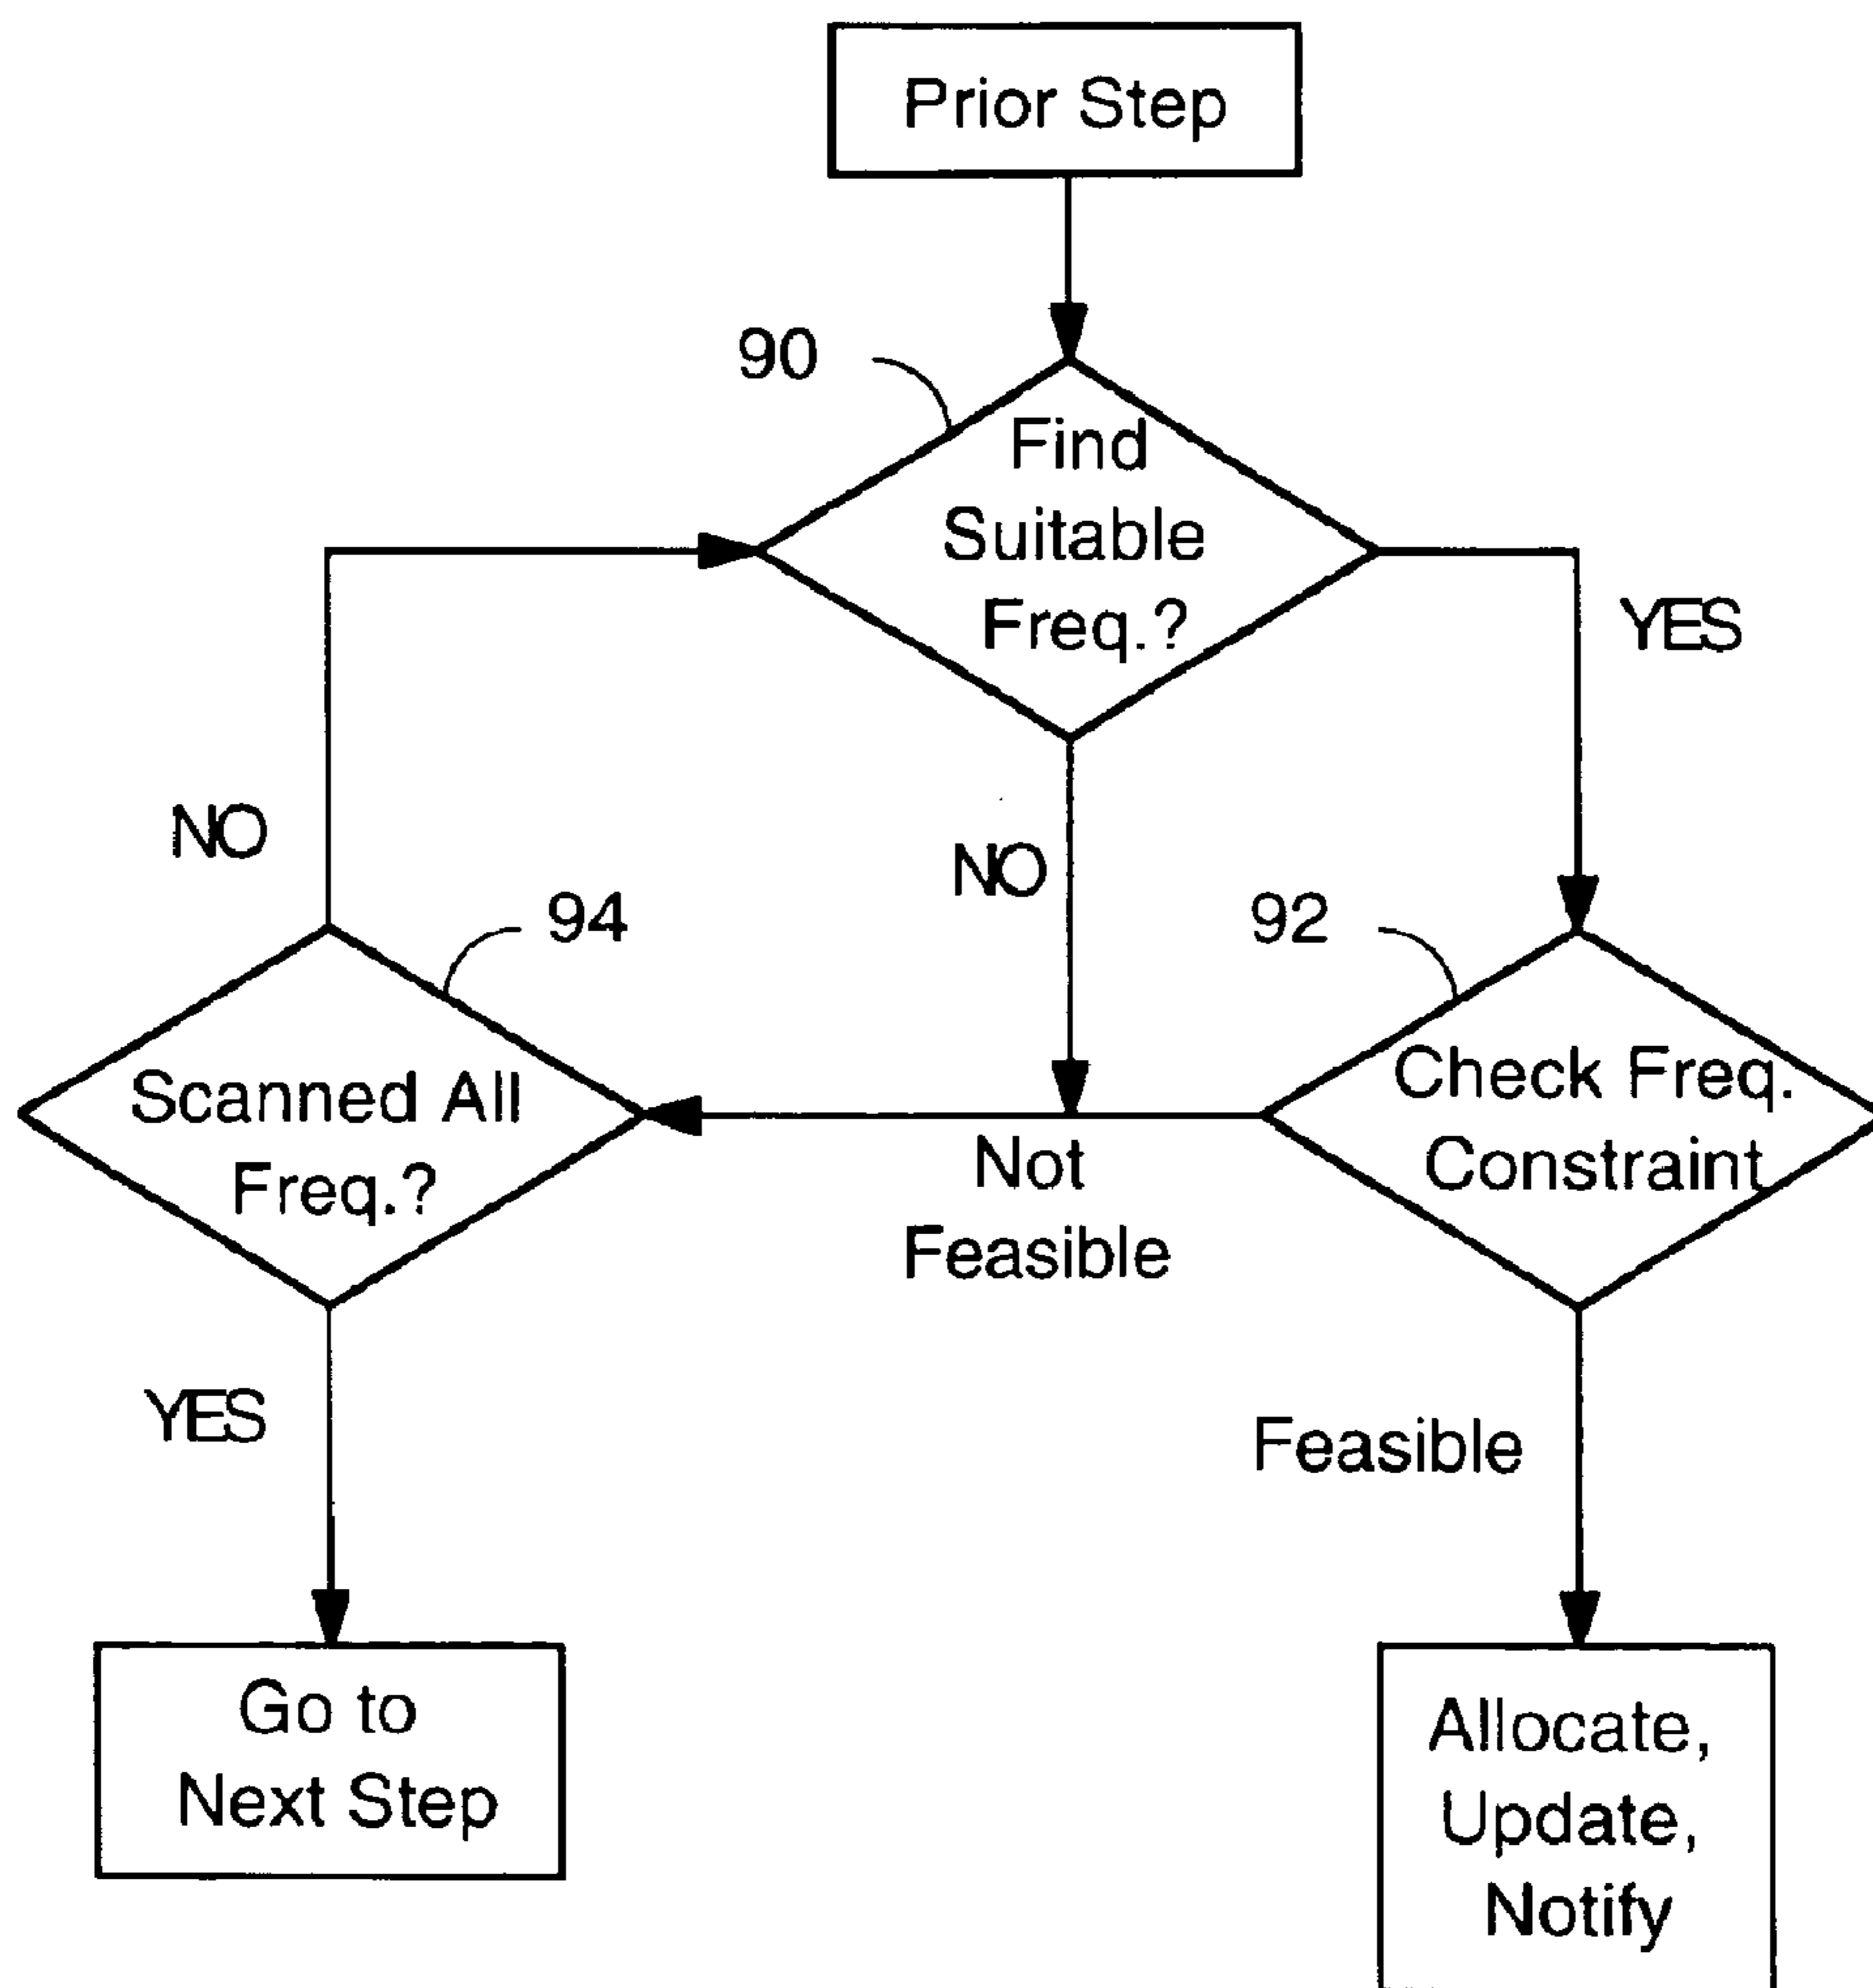 Prior Step
90
Find
Suitable
Freq.?
YES
NO
NO
94
92
Scanned All
Freq.?
Check Freq.
Constraint
Not
Feasible
YES
Feasible
Go to
Next Step
Allocate,
Update,
Notify